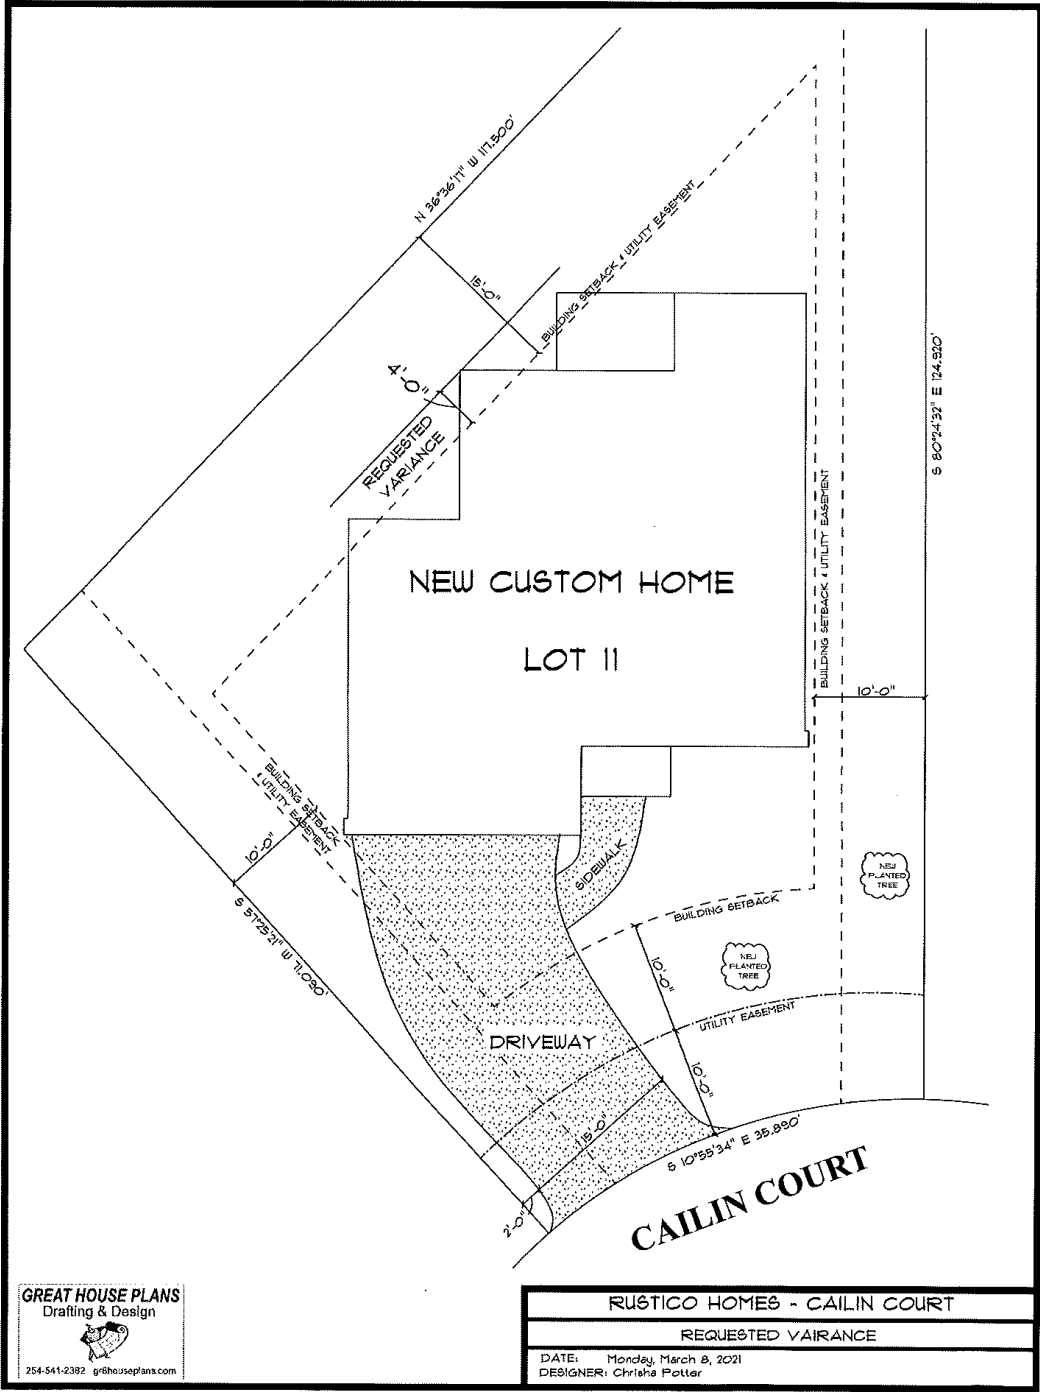 N 36°36'17" W 117.500'
15'-0"
BUILDING SETBACK & UTILITY EASEMENT
4'-0"
REQUESTED
VARIANCE
S 80°24'32" E 124.920'
BUILDING SETBACK & UTILITY EASEMENT
NEW CUSTOM HOME
LOT 11
10'-0"
BUILDING SETBACK
& UTILITY EASEMENT
10'-0"
S 57°25'21" W 71.090'
SIDEWALK
NEW
PLANTED
TREE
BUILDING SETBACK
NEW
PLANTED
TREE
10'-0"
UTILITY EASEMENT
DRIVEWAY
10'-0"
15'-0"
S 10°55'34" E 35.890'
2'-0"
CAILIN COURT
GREAT HOUSE PLANS
Drafting & Design
254-541-2382 gr8houseplans.com
RUSTICO HOMES - CAILIN COURT
REQUESTED VAIRANCE
DATE: Monday, March 8, 2021
DESIGNER: Chrisha Potter